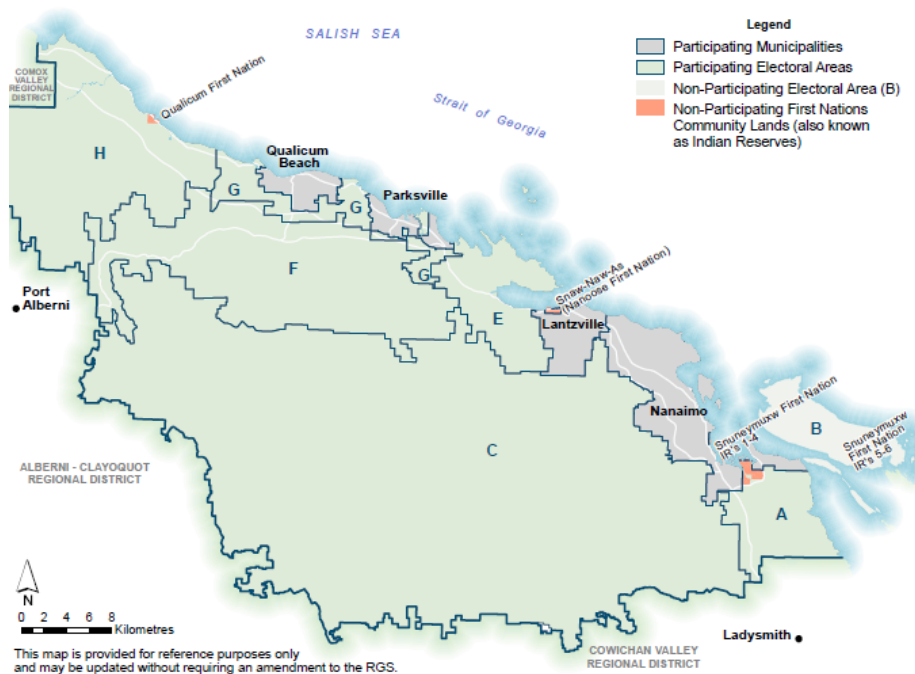 SALISH SEA
Strait of Georgia
Legend
Participating Municipalities
Participating Electoral Areas
Non-Participating Electoral Area (B)
Non-Participating First Nations
Community Lands (also known
as Indian Reserves)
COMOX
VALLEY
REGIONAL
DISTRICT
Qualicum First Nation
H
Qualicum
Beach
G
G
Parksville
F
G
Port
Alberni
Snaw-Naw-As
(Nanoose First Nation)
E
Lantzville
Nanaimo
Snuneymuxw First Nation
IR's 1-4
B
Snuneymuxw
First Nation
IR's 5-6
C
ALBERNI - CLAYOQUOT
REGIONAL DISTRICT
A
N
0 2 4 6 8
Kilometres
Ladysmith
COWICHAN VALLEY
REGIONAL DISTRICT
This map is provided for reference purposes only
and may be updated without requiring an amendment to the RGS.